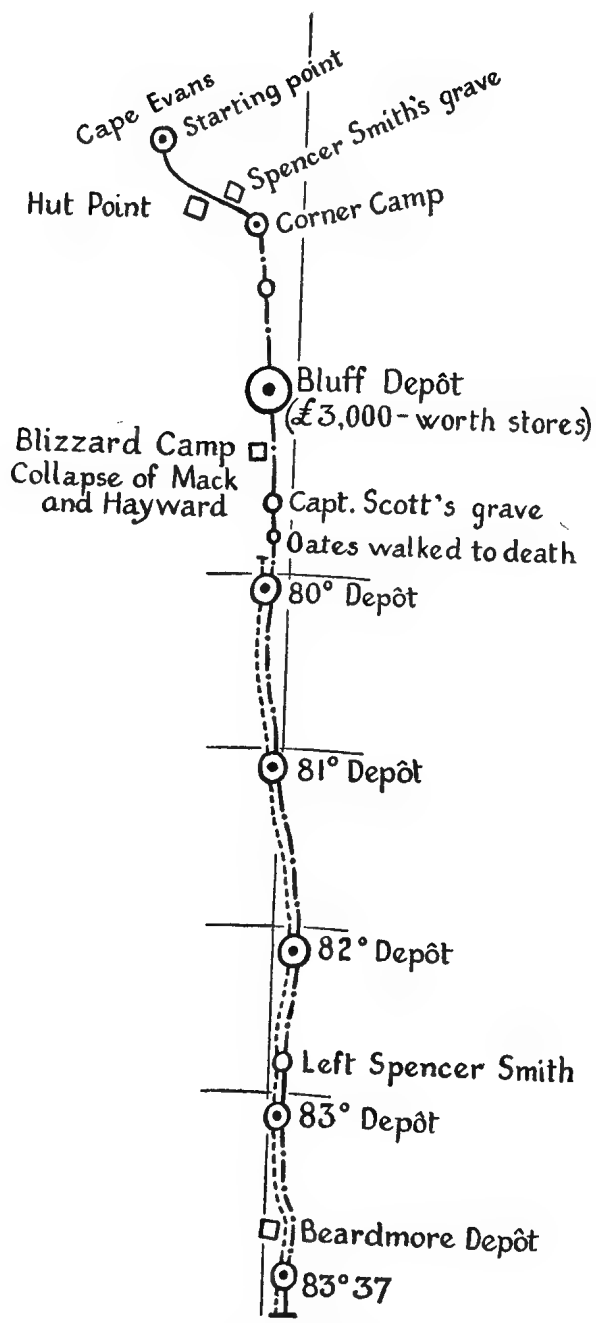 Cape Evans
Starting point
Spencer Smith's grave
Hut Point
Corner Camp
Bluff Depôt
(£3,000-worth stores)
Blizzard Camp
Collapse of Mack
and Hayward
Capt. Scott's grave
Oates walked to death
80° Depôt
81° Depôt
82° Depôt
Left Spencer Smith
83° Depôt
Beardmore Depôt
83°37